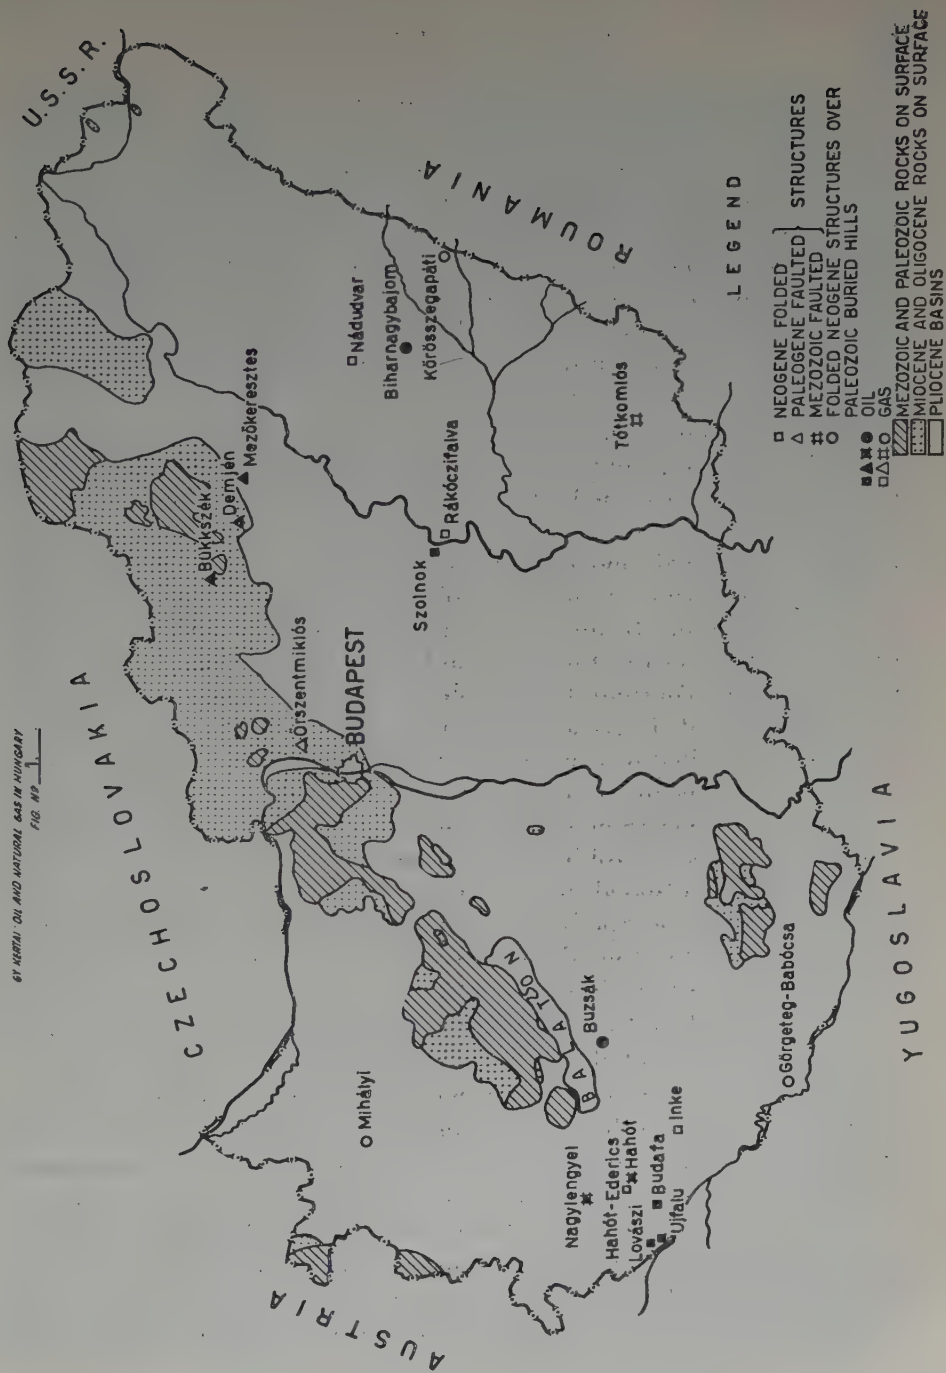 GY KERTAI: OIL AND NATURAL GAS IN HUNGARY
FIG. Nº 1.
CZECHOSLOVAKIA
U.S.S.R.
AUSTRIA
ROUMANIA
YUGOSLAVIA
Bükkszék
Demjén
Mezőkeresztes
Őrszentmiklós
BUDAPEST
Nádudvar
Biharnagybajom
Körösszegapáti
Szolnok
Rákóczifalva
Tótkomlós
Mihályi
BALATON
Buzsák
Nagylengyel
Hahót-Ederics
Hahót
Lovászi
Budafa
Ujfalu
Inke
Görgeteg-Babócsa
LEGEND
NEOGENE FOLDED
PALEOGENE FAULTED } STRUCTURES
MEZOZOIC FAULTED
FOLDED NEOGENE STRUCTURES OVER
PALEOZOIC BURIED HILLS
OIL
GAS
MEZOZOIC AND PALEOZOIC ROCKS ON SURFACE
MIOCENE AND OLIGOCENE ROCKS ON SURFACE
PLIOCENE BASINS